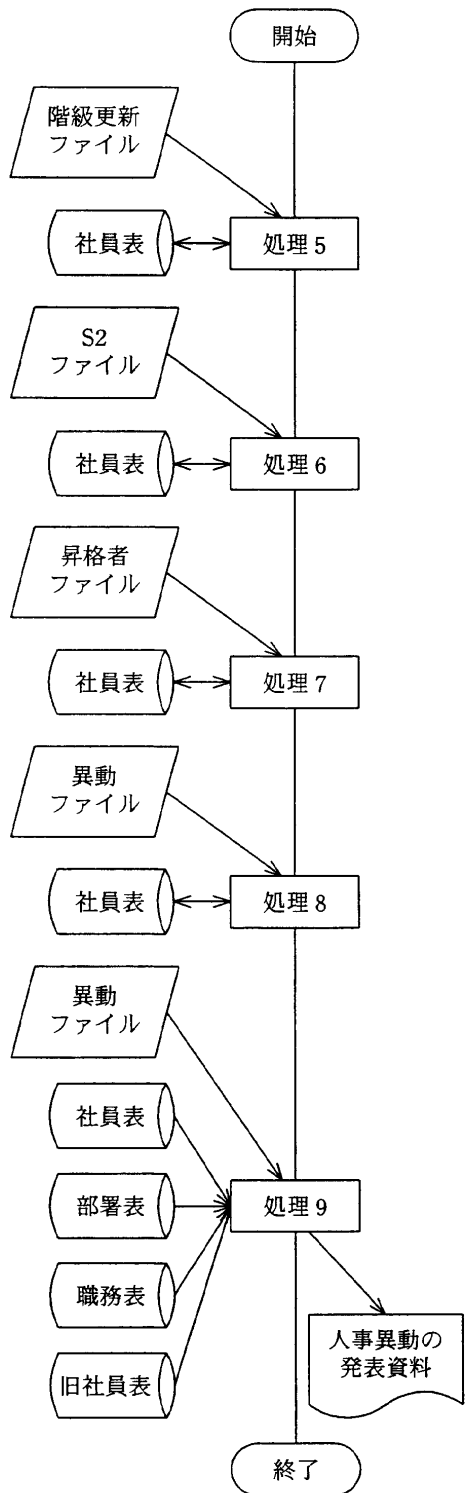 開始
階級更新
ファイル
社員表
処理5
S2
ファイル
社員表
処理6
昇格者
ファイル
社員表
処理7
異動
ファイル
社員表
処理8
異動
ファイル
社員表
部署表
処理9
職務表
人事異動の
発表資料
旧社員表
終了